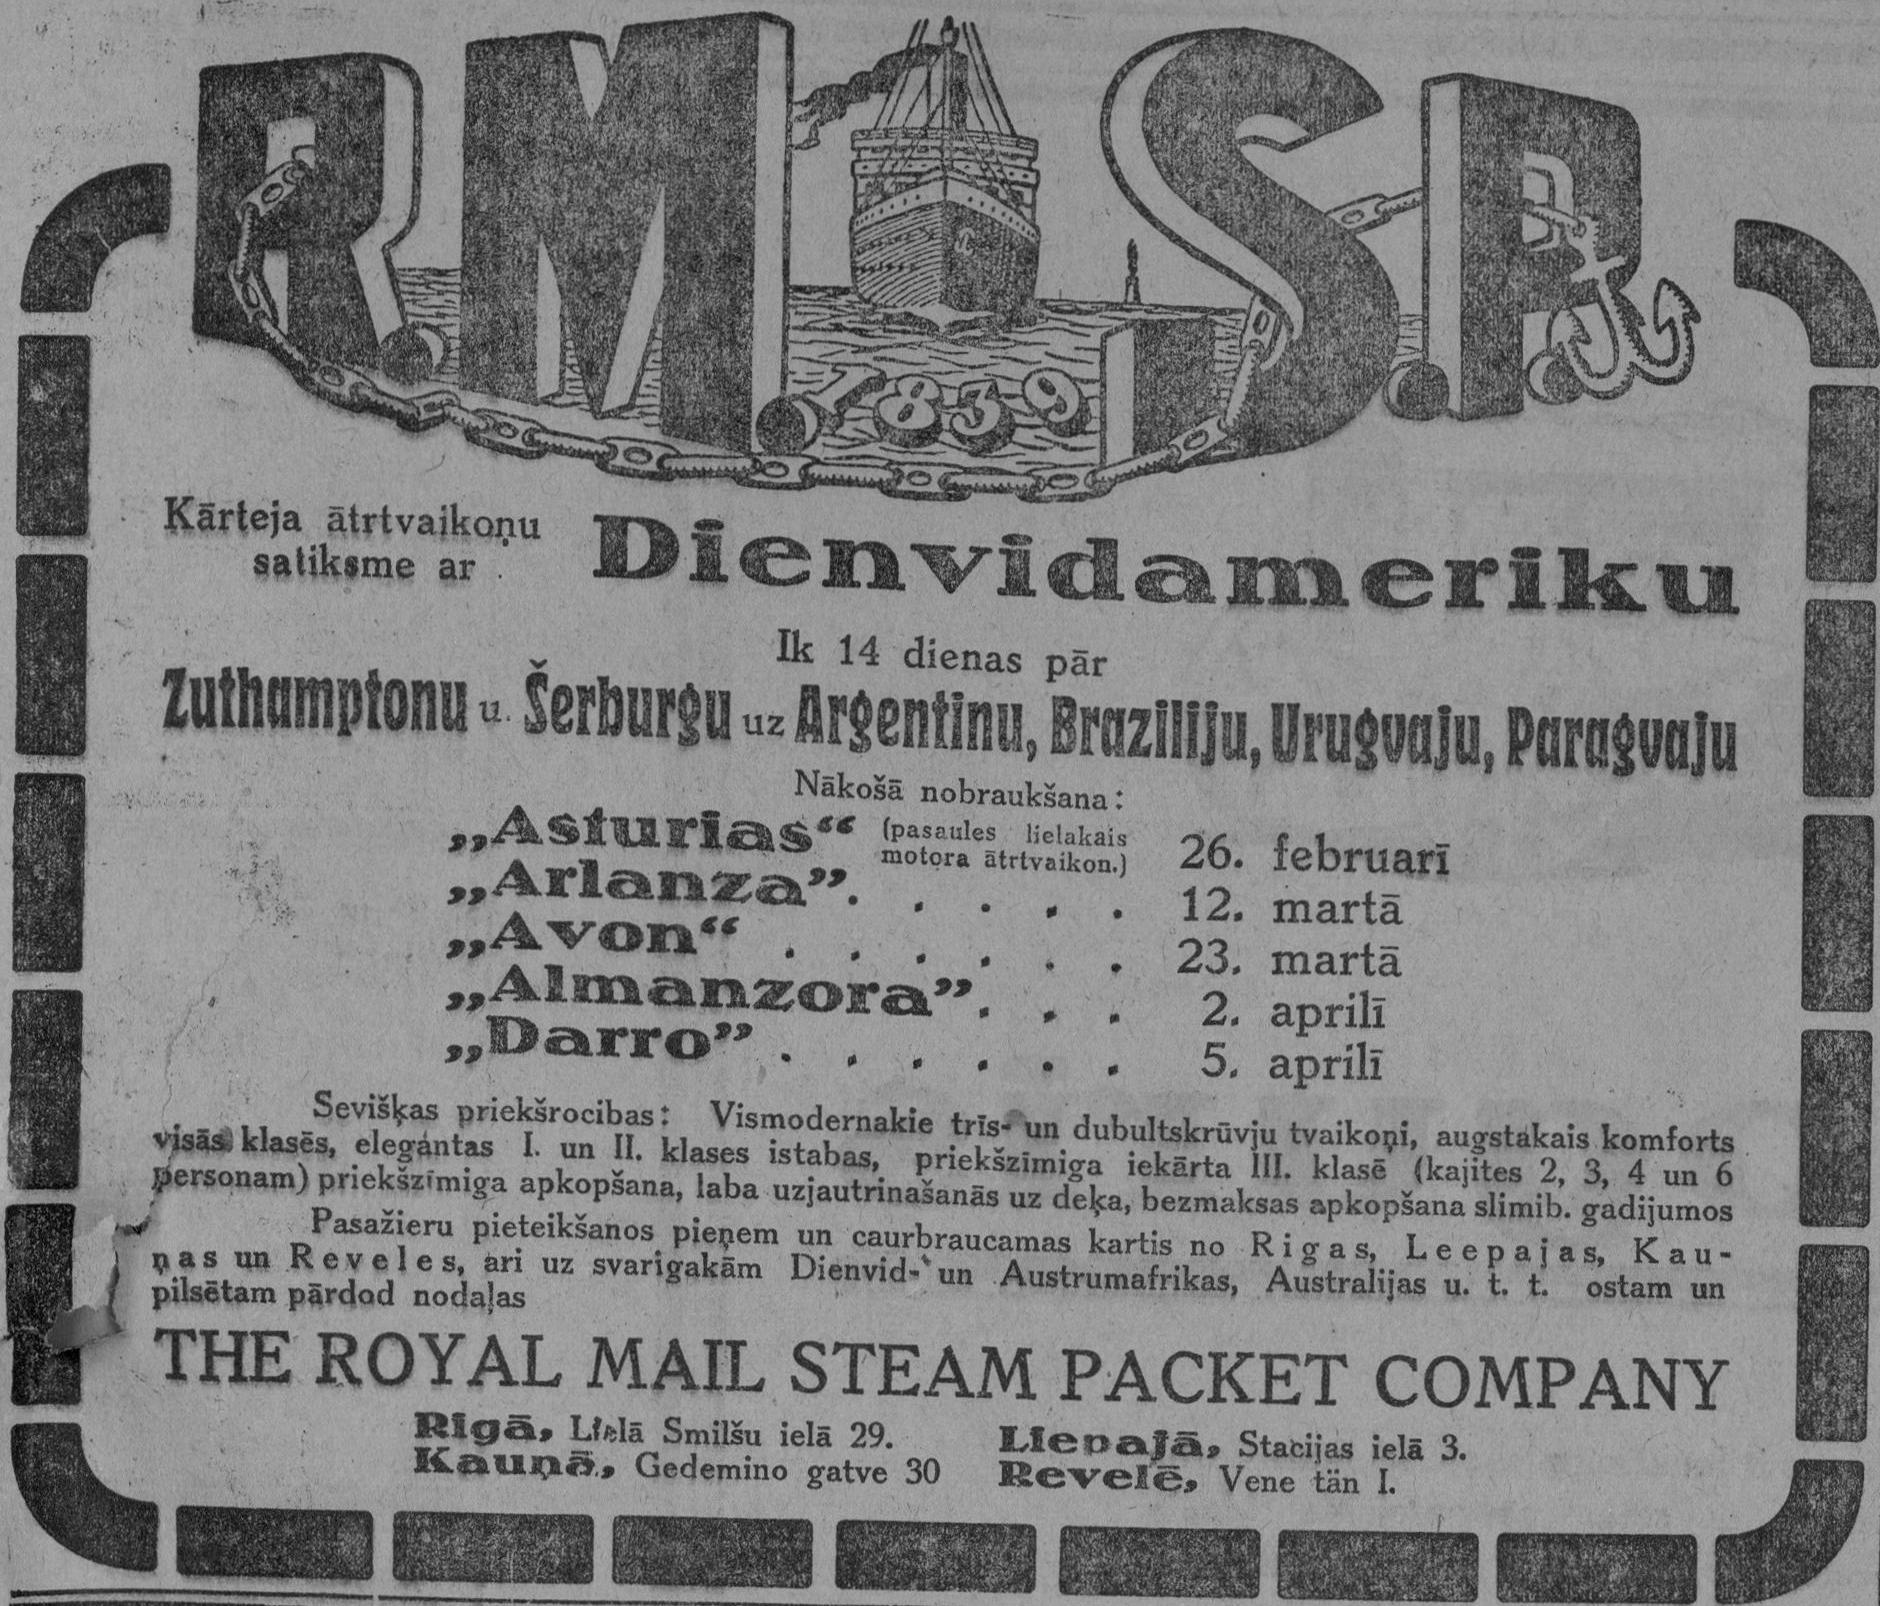 R.M.S.P.
1839
Kārteja ātrtvaikoņu
satiksme ar
Dienvidameriku
Ik 14 dienas pār
Zuthamptonu u. Šerburgu uz Argentinu, Braziliju, Urugvaju, Paragvaju
Nākošā nobraukšana:
„Asturias“ (pasaules lielakais motora ātrtvaikon.) 26. februarī
„Arlanza”. . . . . 12. martā
„Avon“ . . . . . . 23. martā
„Almanzora”. . . 2. aprilī
„Darro” . . . . . . 5. aprilī
Sevišķas priekšrocibas: Vismodernakie trīs- un dubultskrūvju tvaikoņi, augstakais komforts
visās klasēs, elegantas I. un II. klases istabas, priekšzīmiga iekārta III. klasē (kajites 2, 3, 4 un 6
personam) priekšzīmiga apkopšana, laba uzjautrinašanās uz deķa, bezmaksas apkopšana slimib. gadijumos
Pasažieru pieteikšanos pieņem un caurbraucamas kartis no Rigas, Leepajas, Kau-
ņas un Reveles, ari uz svarigakām Dienvid- un Austrumafrikas, Australijas u. t. t. ostam un
pilsētam pārdod nodaļas
THE ROYAL MAIL STEAM PACKET COMPANY
Rigā, Lielā Smilšu ielā 29.
Kauņā, Gedemino gatve 30
Liepajā, Stacijas ielā 3.
Revelē, Vene tän I.